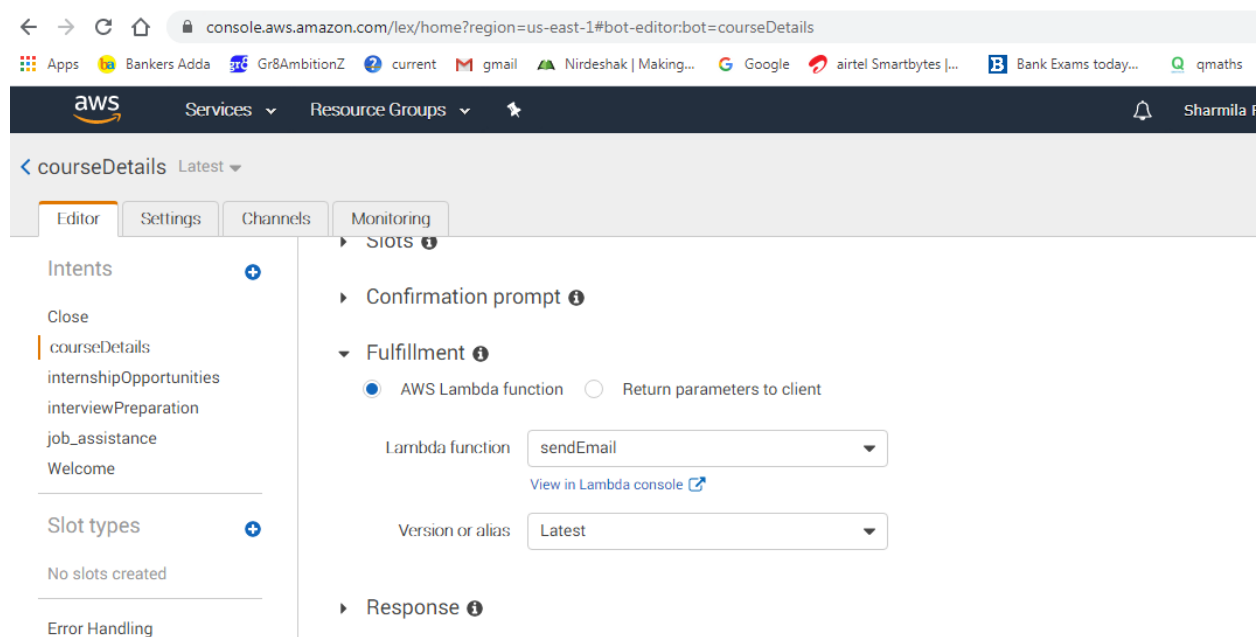 console.aws.amazon.com/lex/home?region=us-east-1#bot-editor:bot=courseDetails
Apps ba Bankers Adda gr8 Gr8AmbitionZ ? current M gmail Nirdeshak | Making... G Google airtel Smartbytes |... B Bank Exams today... Q qmaths
aws Services Resource Groups Sharmila
courseDetails Latest
Editor Settings Channels Monitoring
Slots
Intents
Confirmation prompt
Close
courseDetails
Fulfillment
internshipOpportunities
AWS Lambda function Return parameters to client
interviewPreparation
job_assistance
Lambda function sendEmail
Welcome
View in Lambda console
Slot types
Version or alias Latest
No slots created
Response
Error Handling